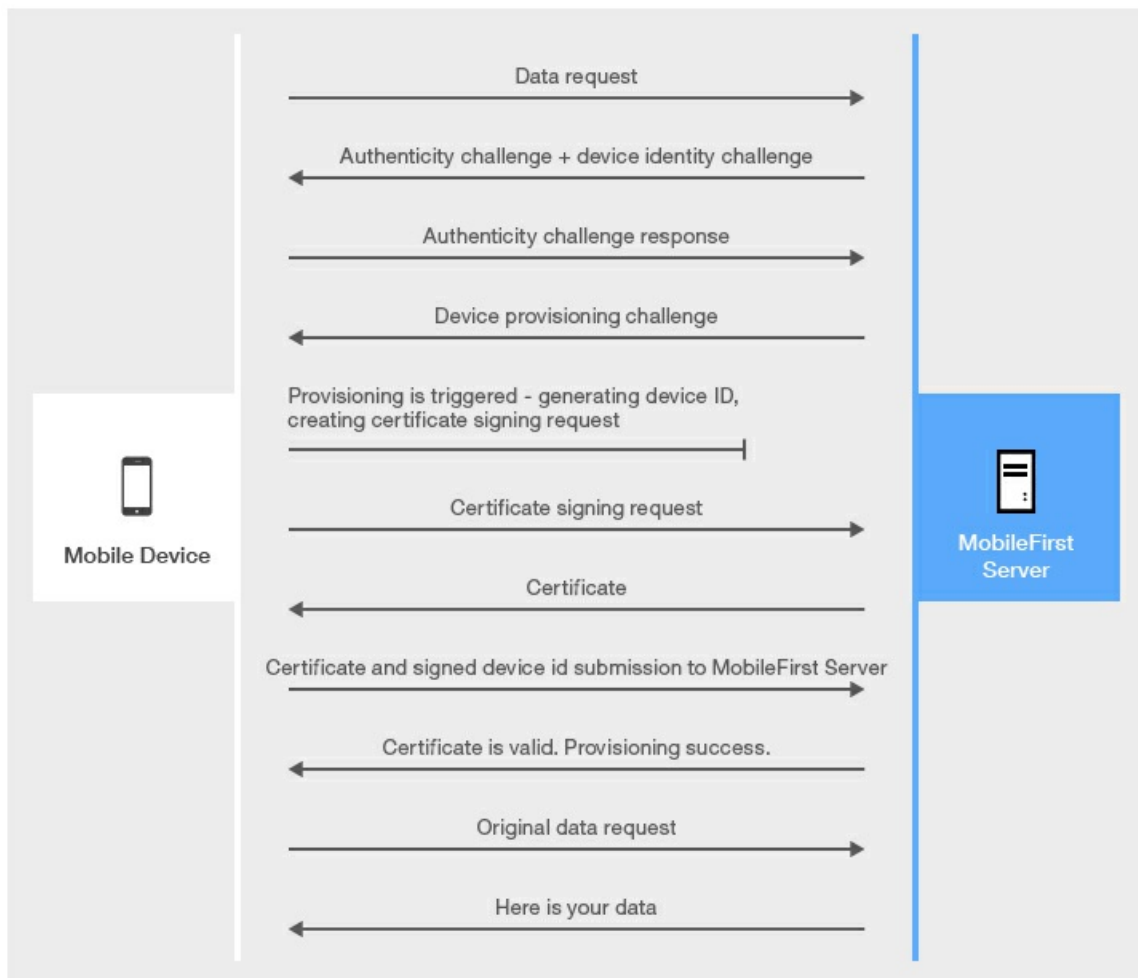 Data request
Authenticity challenge + device identity challenge
Authenticity challenge response
Device provisioning challenge
Provisioning is triggered - generating device ID,
creating certificate signing request
Certificate signing request
Mobile Device
MobileFirst
Server
Certificate
Certificate and signed device id submission to MobileFirst Server
Certificate is valid. Provisioning success.
Original data request
Here is your data